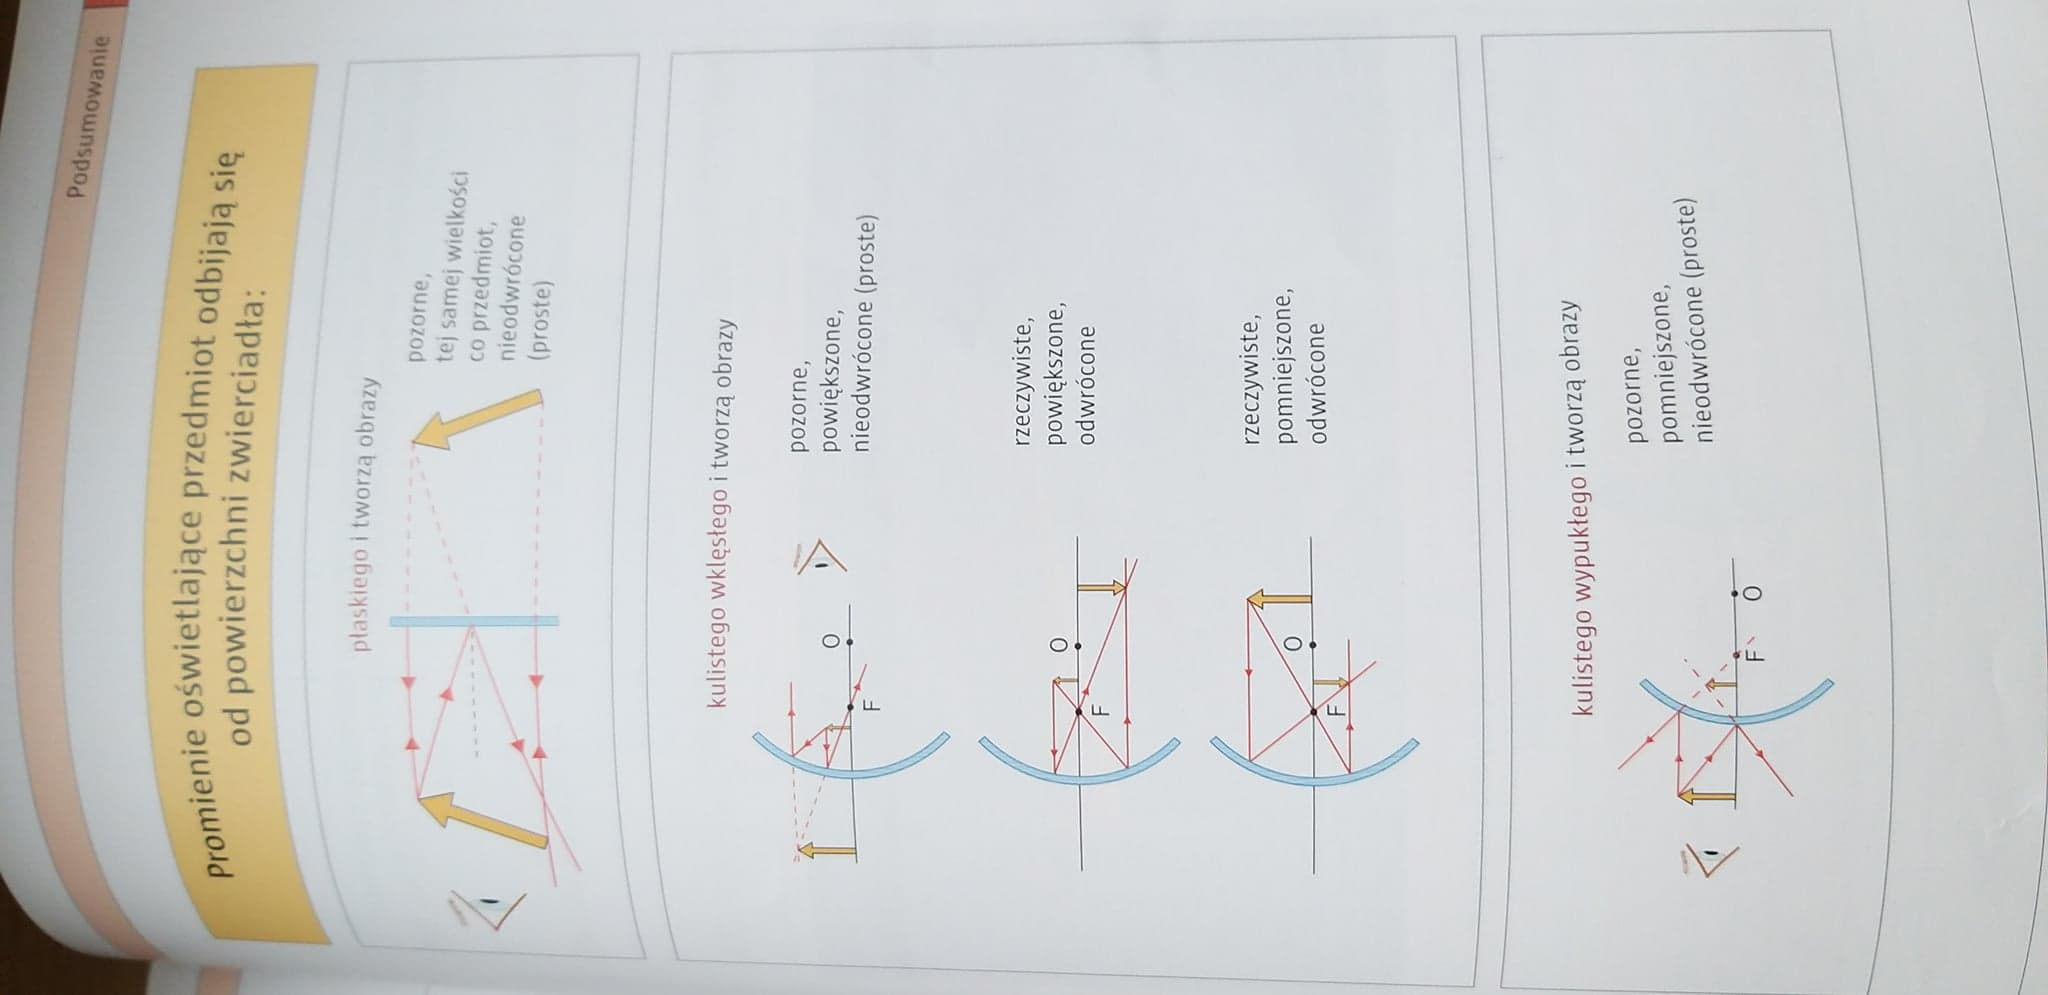 Podsumowanie
Promienie oświetlające przedmiot odbijają się
od powierzchni zwierciadła:
płaskiego i tworzą obrazy
pozorne,
tej samej wielkości
co przedmiot,
nieodwrócone
(proste)
kulistego wklęsłego i tworzą obrazy
O
F
pozorne,
powiększone,
nieodwrócone (proste)
O
F
rzeczywiste,
powiększone,
odwrócone
O
F
rzeczywiste,
pomniejszone,
odwrócone
kulistego wypukłego i tworzą obrazy
F
O
pozorne,
pomniejszone,
nieodwrócone (proste)